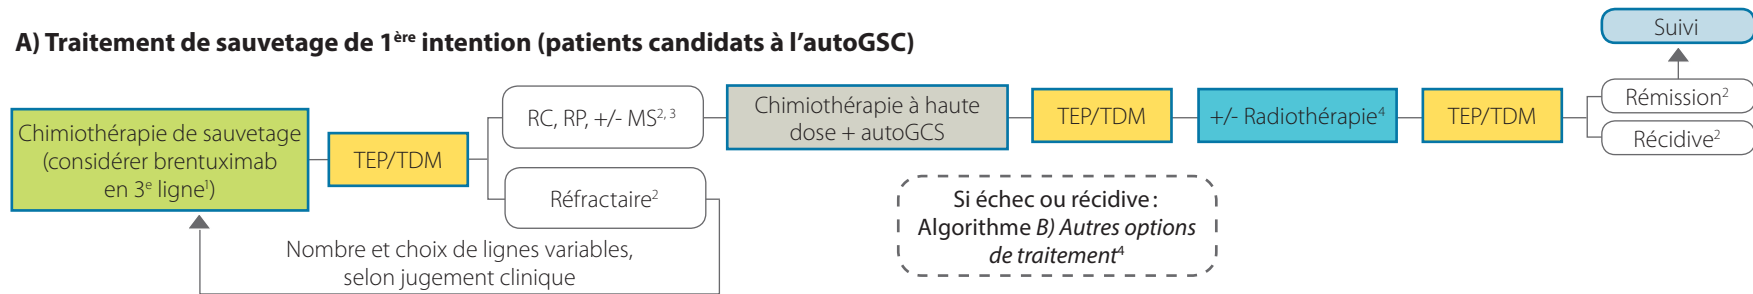 A) Traitement de sauvetage de 1ère intention (patients candidats à l’autoGSC)
Chimiothérapie de sauvetage
(considérer brentuximab
en 3e ligne1)
TEP/TDM
RC, RP, +/- MS2, 3
Réfractaire2
Nombre et choix de lignes variables,
selon jugement clinique
Chimiothérapie à haute
dose + autoGCS
TEP/TDM
+/- Radiothérapie4
TEP/TDM
Suivi
Rémission2
Récidive2
Si échec ou récidive :
Algorithme B) Autres options
de traitement4